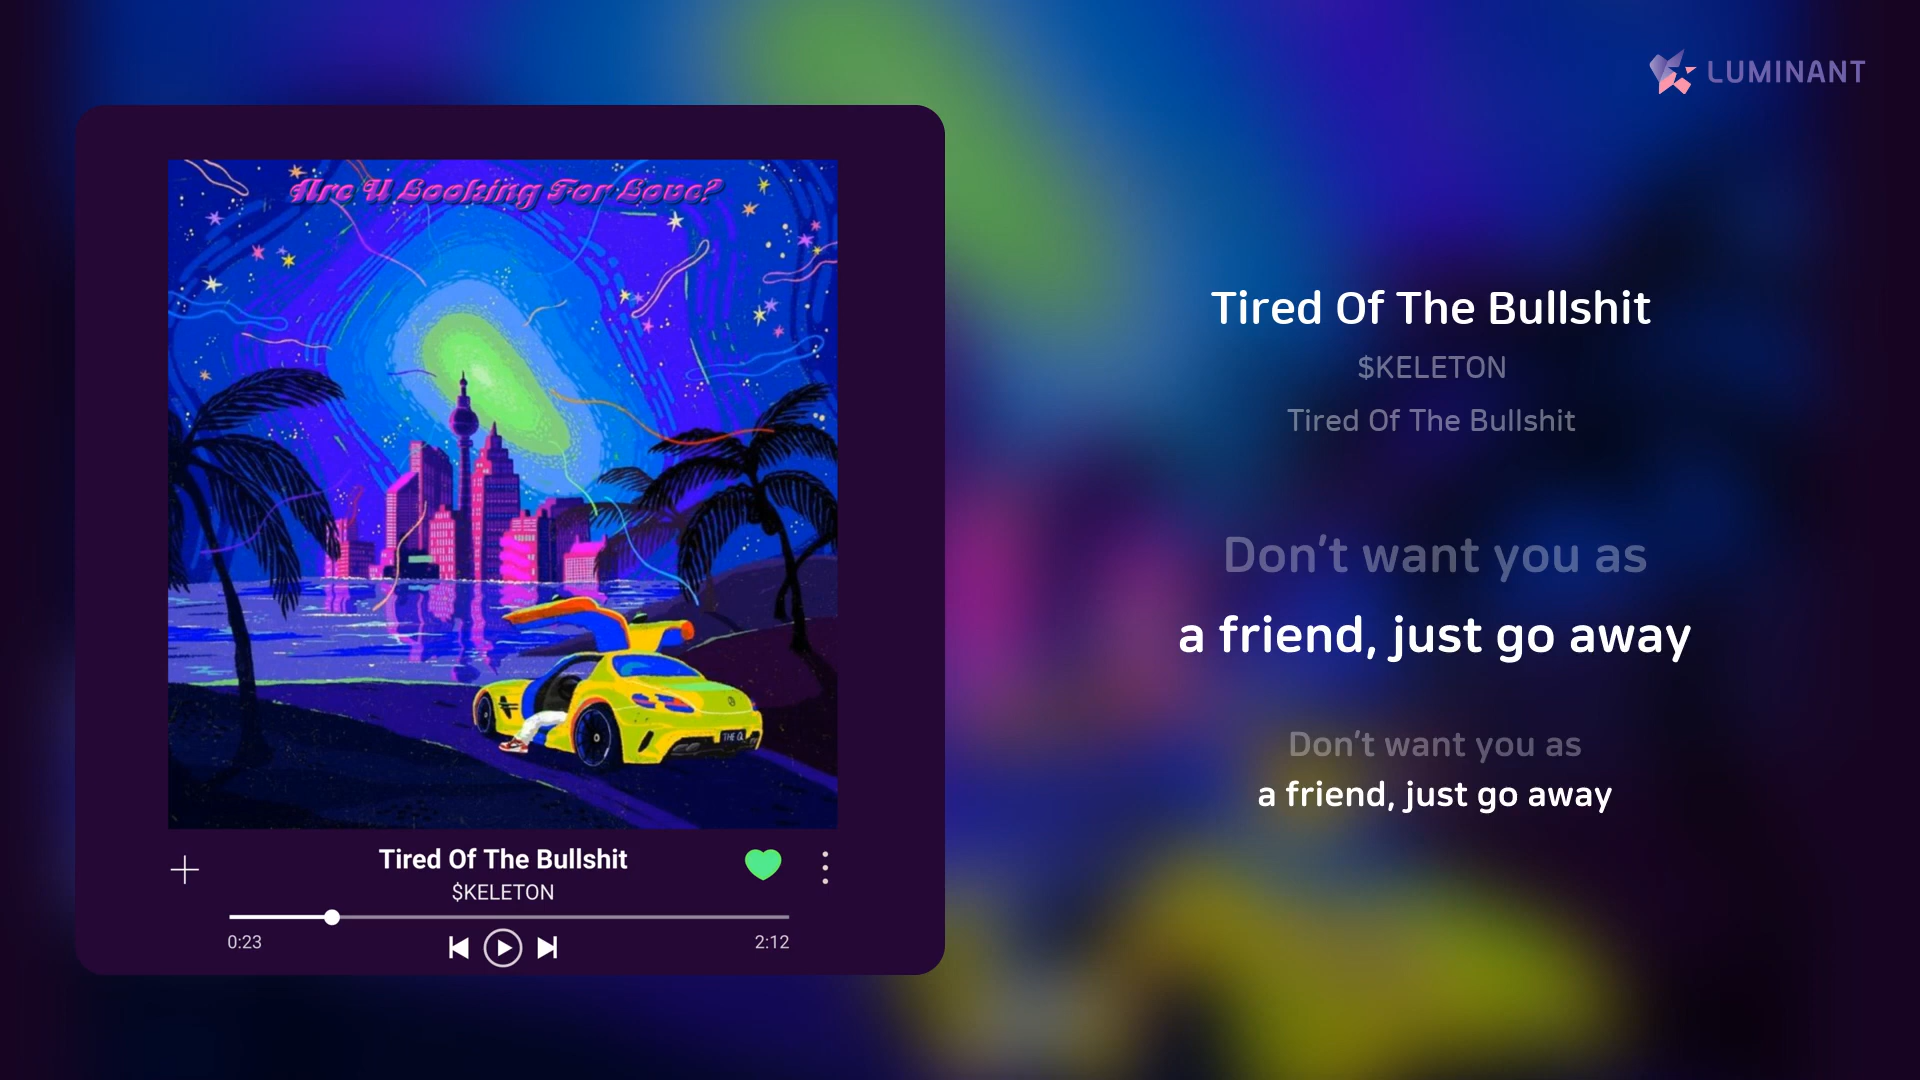 LUMINANT
Are U Looking For Love?
THE Q
Tired Of The Bullshit
$KELETON
0:23
2:12
Tired Of The Bullshit
$KELETON
Tired Of The Bullshit
Don't want you as
a friend, just go away
Don't want you as
a friend, just go away